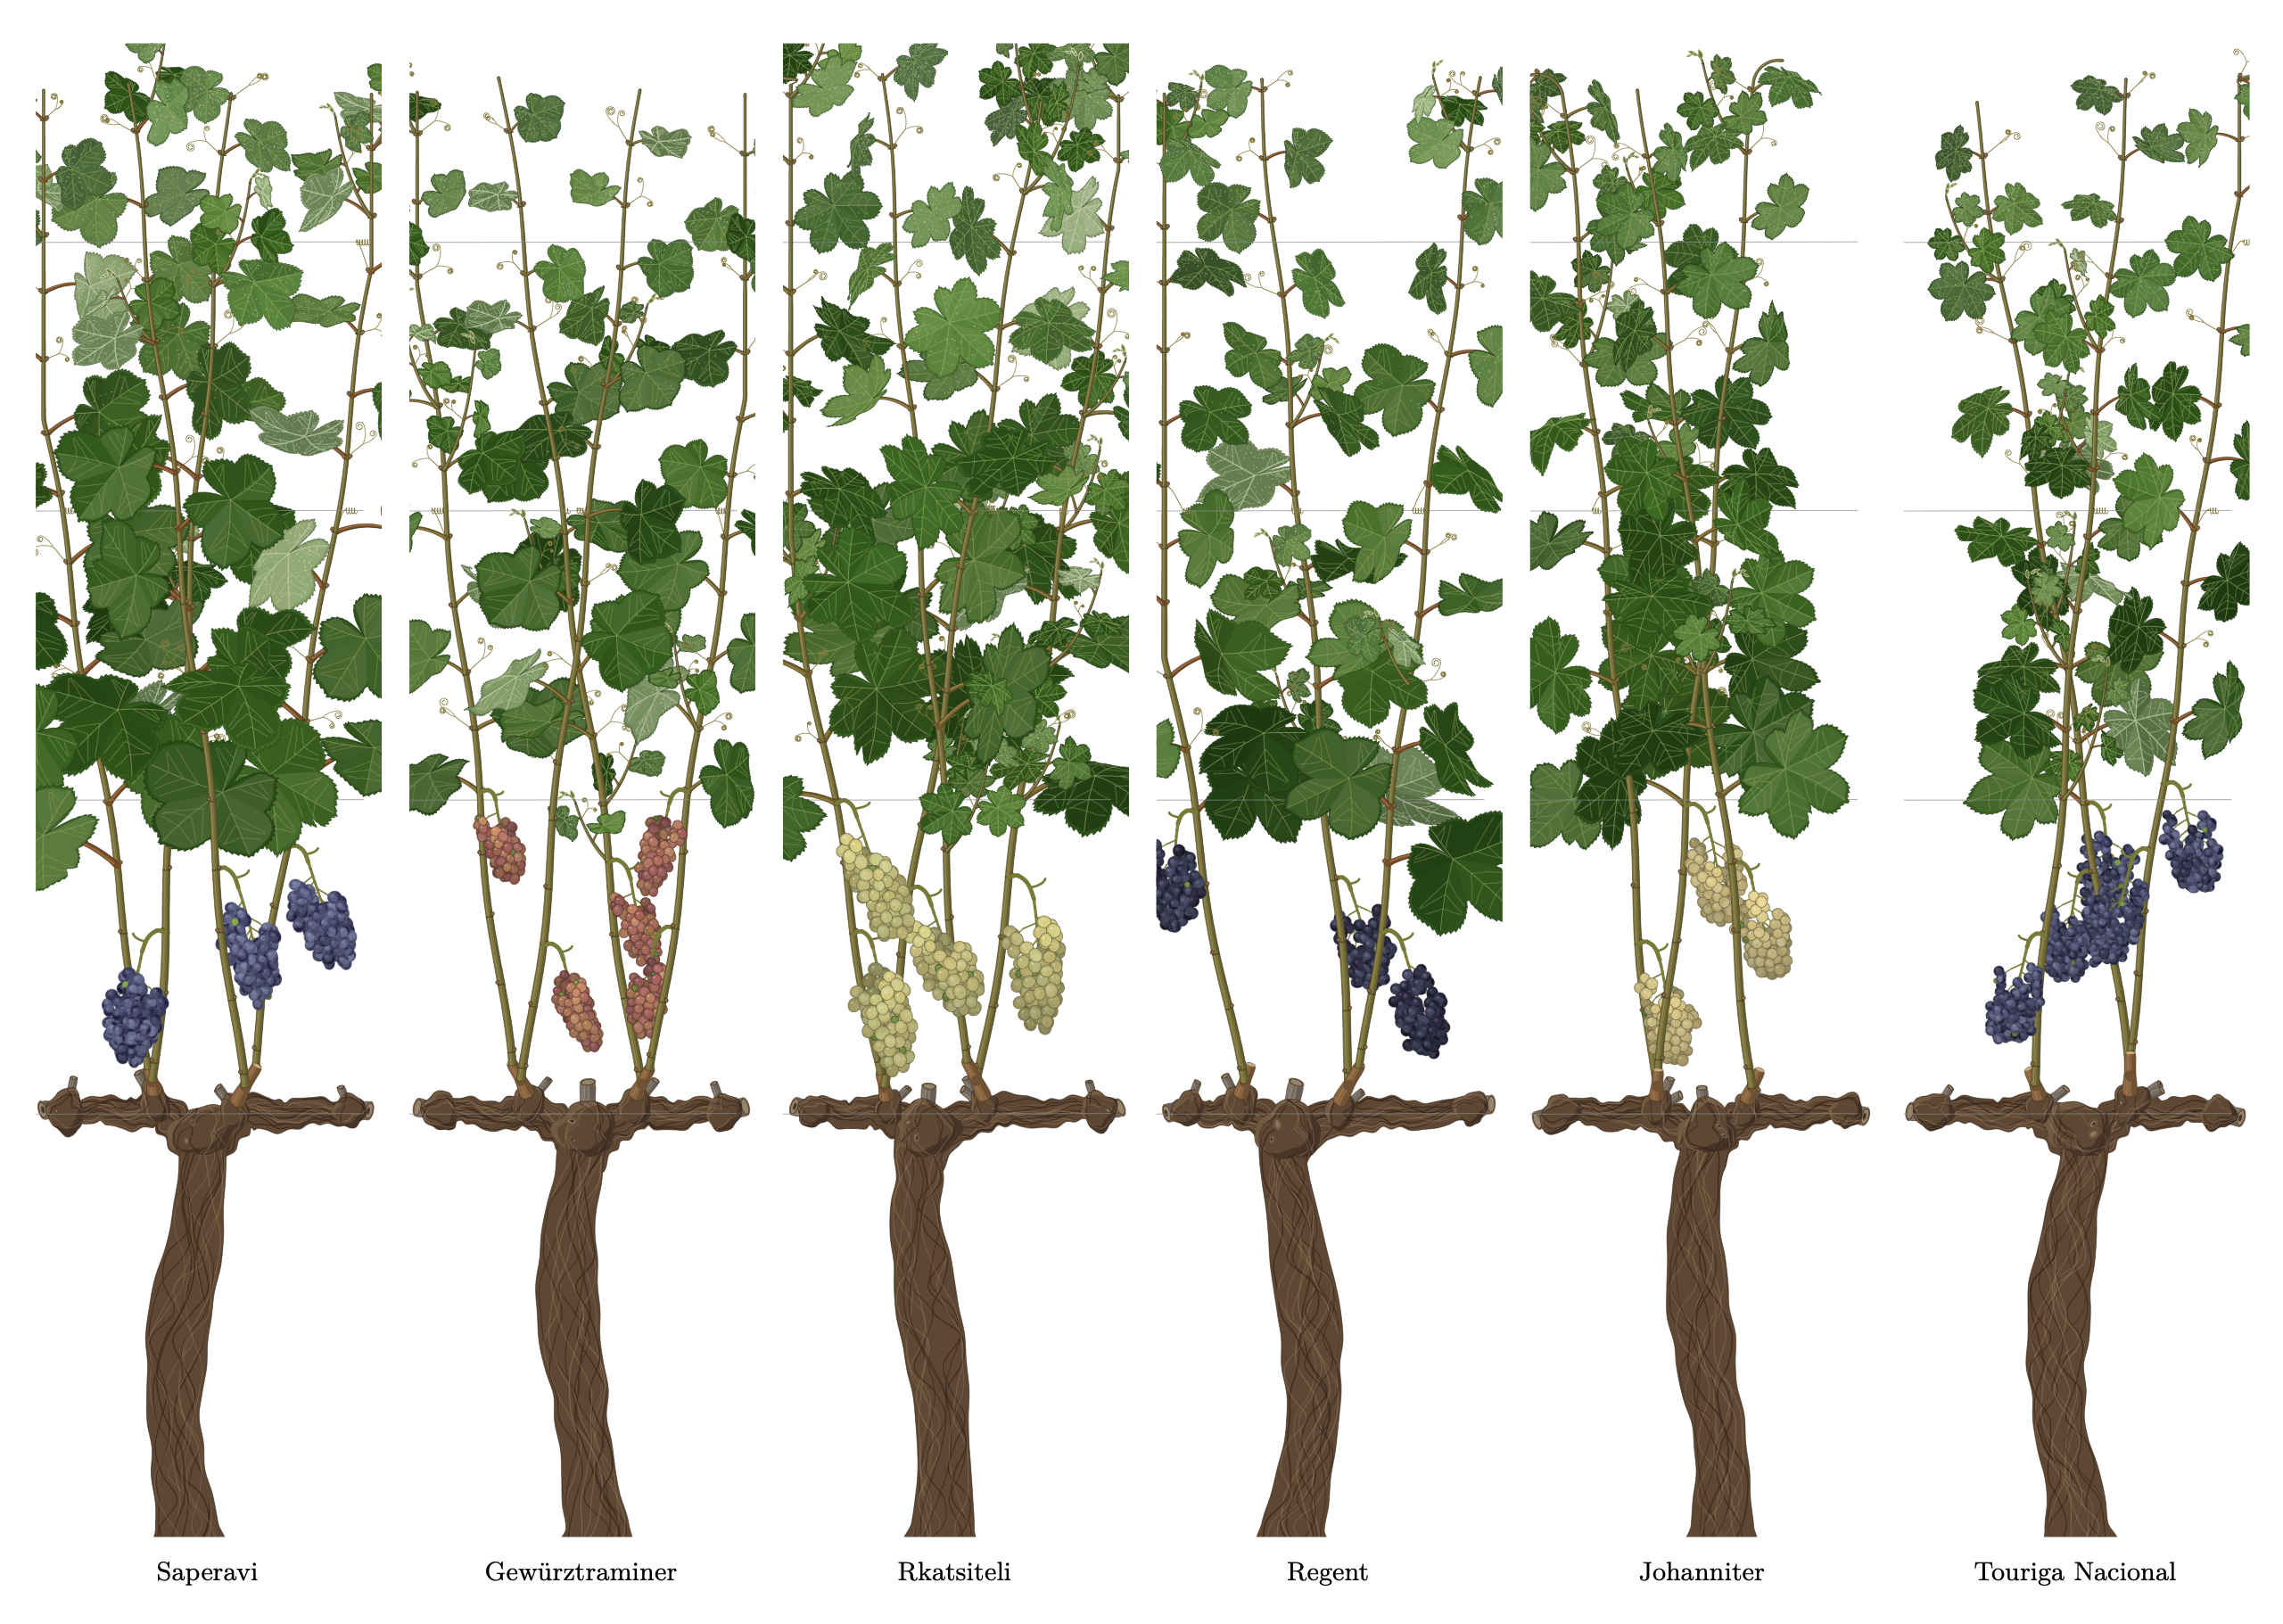 Saperavi
Gewürztraminer
Rkatsiteli
Regent
Johanniter
Touriga Nacional